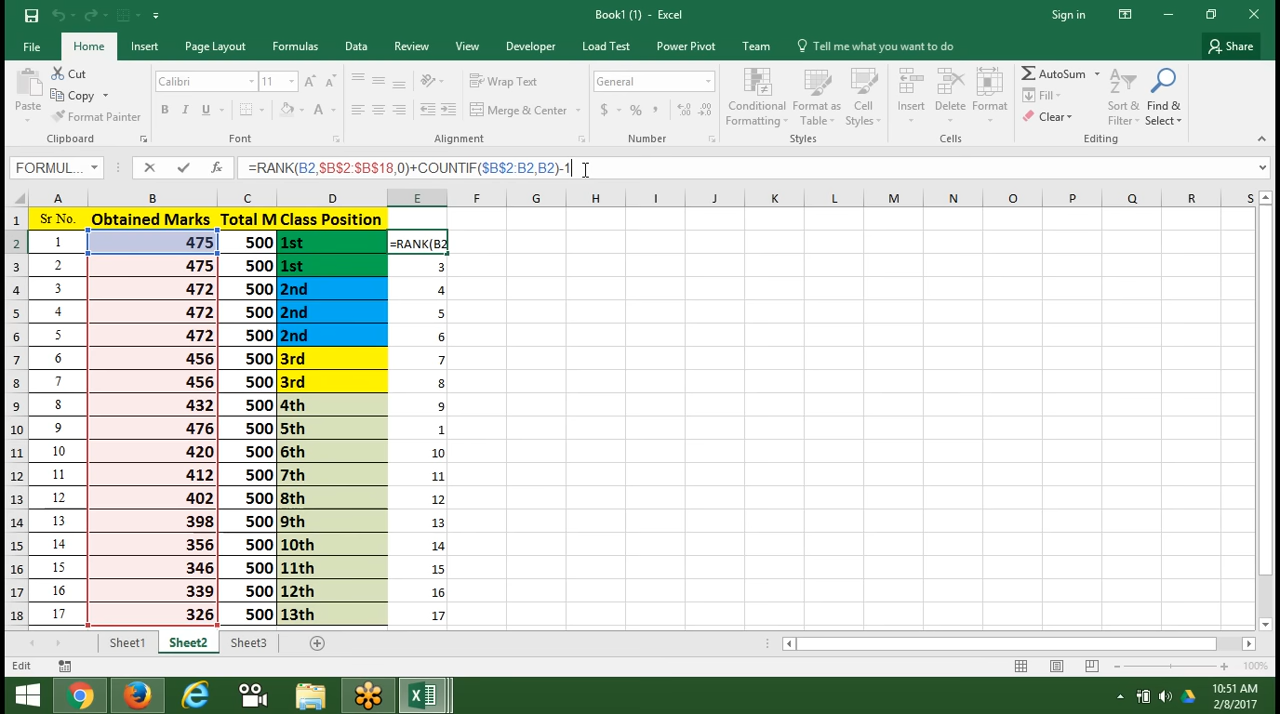 Book1 (1) - Excel
Sign in
File Home Insert Page Layout Formulas Data Review View Developer Load Test Power Pivot Team Tell me what you want to do Share
Paste Cut Copy Format Painter
Calibri 11
B I U
Wrap Text
Merge & Center
General
$ % ,
Conditional Formatting
Format as Table
Cell Styles
Insert Delete Format
AutoSum
Fill
Clear
Sort & Filter
Find & Select
Clipboard Font Alignment Number Styles Cells Editing
FORMUL... fx =RANK(B2,$B$2:$B$18,0)+COUNTIF($B$2:B2,B2)-1
A B C D E F G H I J K L M N O P Q R S
1 Sr No. Obtained Marks Total M Class Position
2 1 475 500 1st =RANK(B2
3 2 475 500 1st 3
4 3 472 500 2nd 4
5 4 472 500 2nd 5
6 5 472 500 2nd 6
7 6 456 500 3rd 7
8 7 456 500 3rd 8
9 8 432 500 4th 9
10 9 476 500 5th 1
11 10 420 500 6th 10
12 11 412 500 7th 11
13 12 402 500 8th 12
14 13 398 500 9th 13
15 14 356 500 10th 14
16 15 346 500 11th 15
17 16 339 500 12th 16
18 17 326 500 13th 17
Sheet1 Sheet2 Sheet3
Edit 100%
10:51 AM
2/8/2017